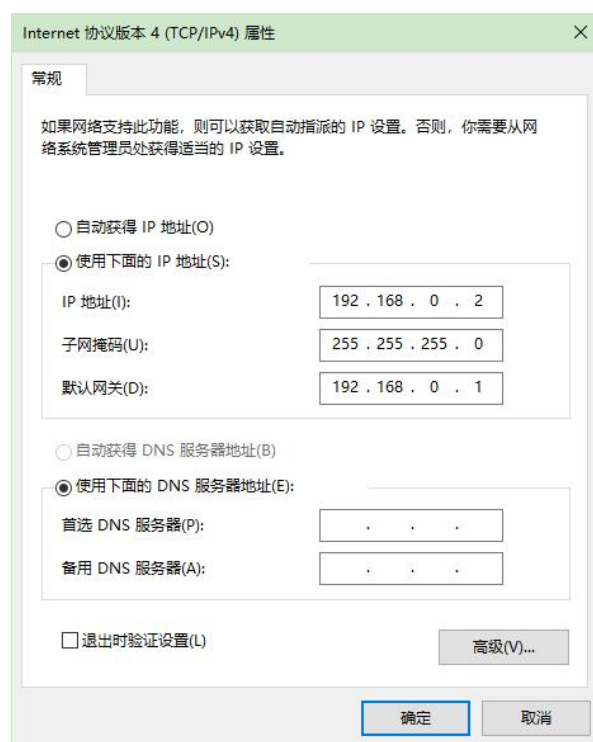 Internet 协议版本 4 (TCP/IPv4) 属性
常规
如果网络支持此功能，则可以获取自动指派的 IP 设置。否则，你需要从网
络系统管理员处获得适当的 IP 设置。
自动获得 IP 地址(O)
使用下面的 IP 地址(S):
IP 地址(I): 192 . 168 . 0 . 2
子网掩码(U): 255 . 255 . 255 . 0
默认网关(D): 192 . 168 . 0 . 1
自动获得 DNS 服务器地址(B)
使用下面的 DNS 服务器地址(E):
首选 DNS 服务器(P): . . .
备用 DNS 服务器(A): . . .
退出时验证设置(L)
高级(V)...
确定 取消